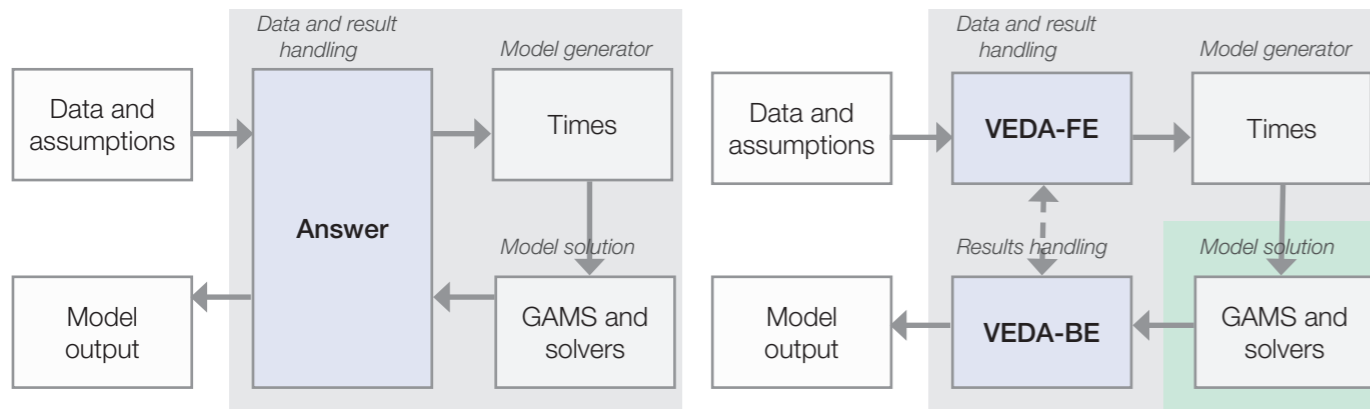 Data and result
handling
Model generator
Data and
assumptions
Times
Answer
Model solution
Model
output
GAMS and
solvers
Data and result
handling
Model generator
Data and
assumptions
VEDA-FE
Times
Results handling
Model solution
Model
output
VEDA-BE
GAMS and
solvers